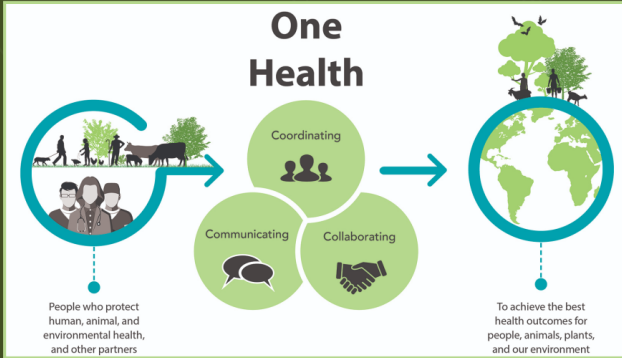 One
Health
Coordinating
Communicating
Collaborating
People who protect
human, animal, and
environmental health,
and other partners
To achieve the best
health outcomes for
people, animals, plants,
and our environment